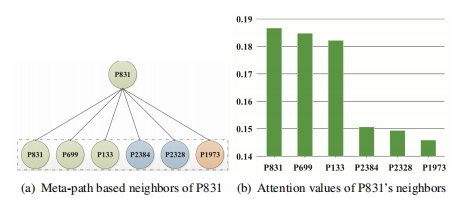 P831
P831 P699 P133 P2384 P2328 P1973
(a) Meta-path based neighbors of P831
0.19
0.18
0.17
0.16
0.15
0.14
P831 P699 P133 P2384 P2328 P1973
(b) Attention values of P831's neighbors